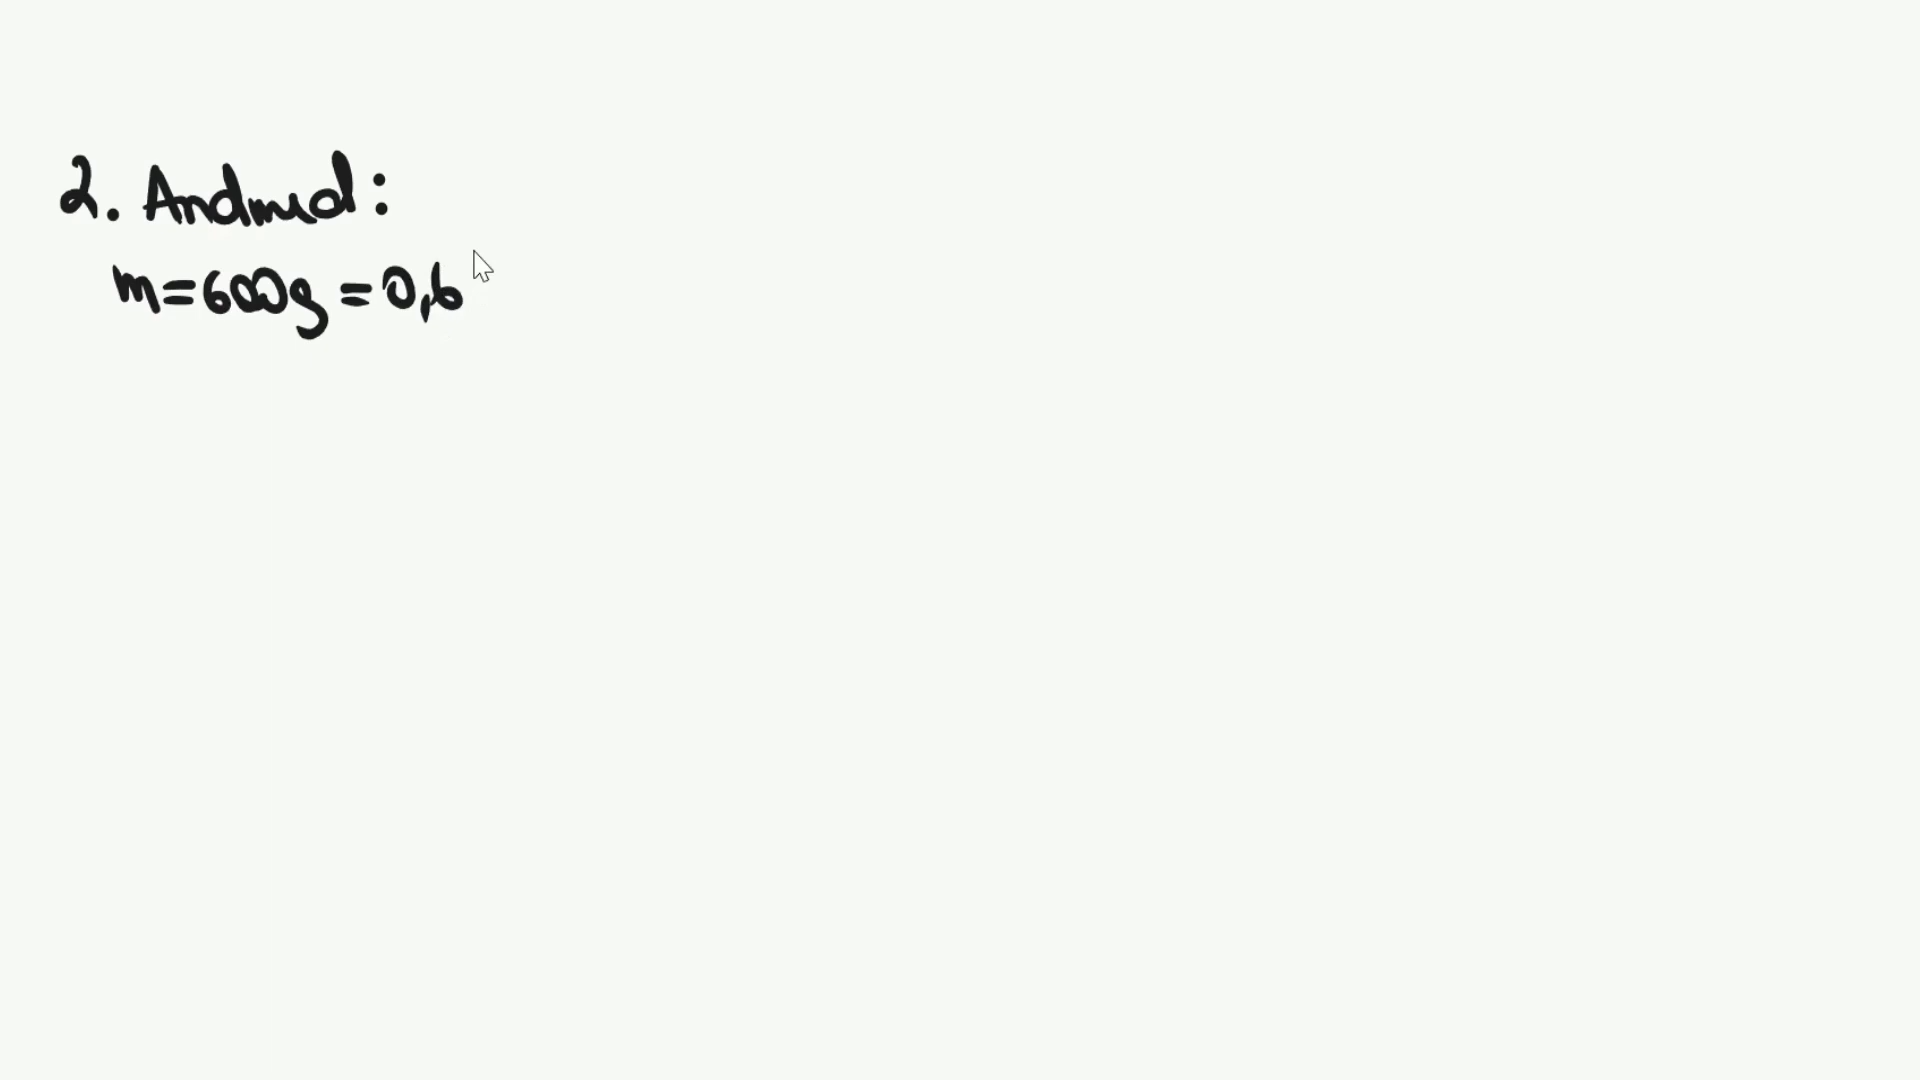 2. Andmed:
m=600g = 0,6